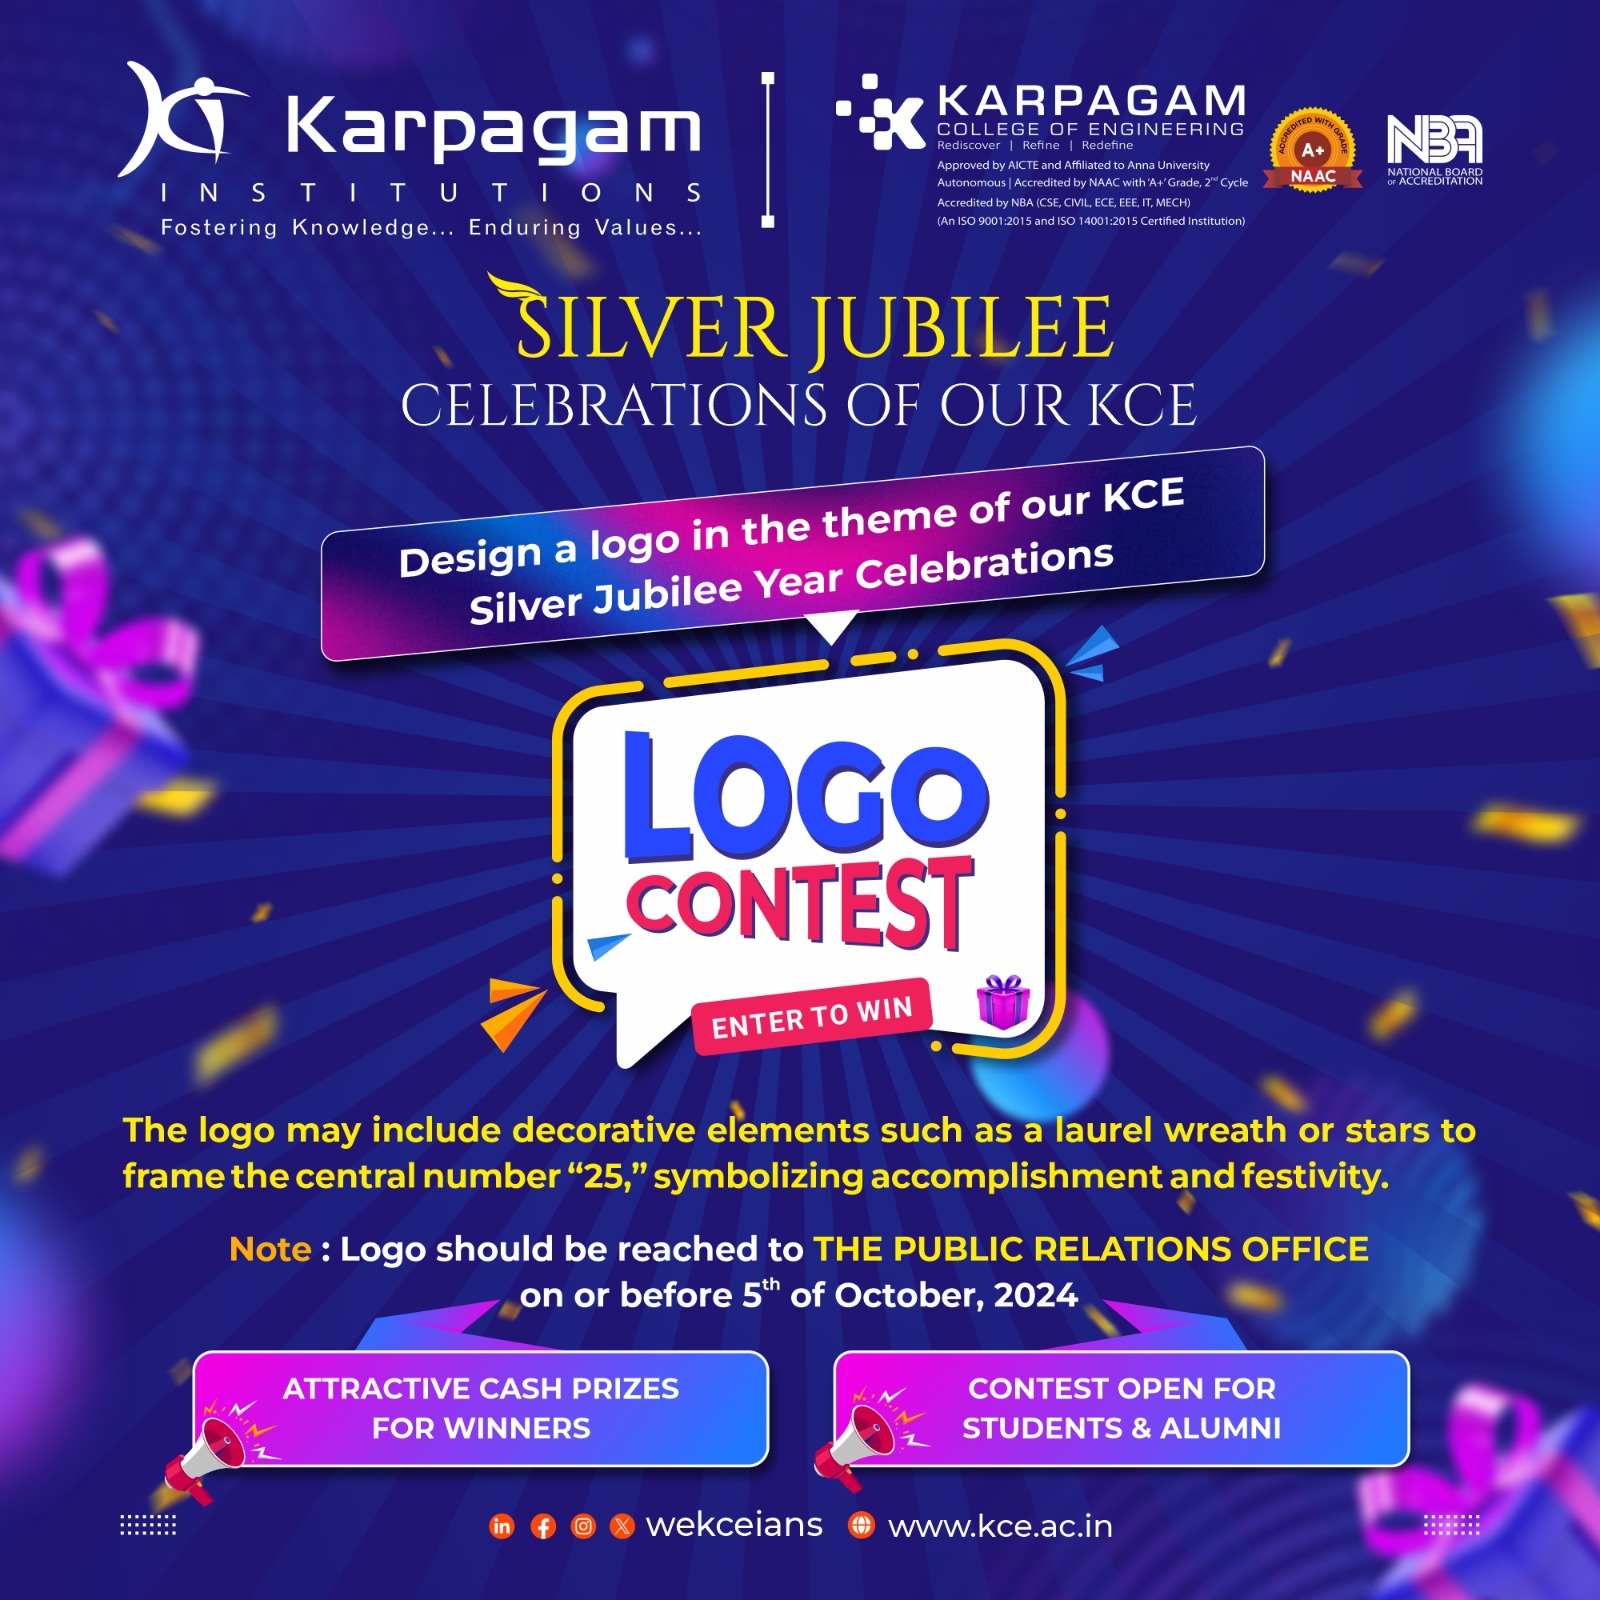 Karpagam
INSTITUTIONS
Fostering Knowledge... Enduring Values...
KARPAGAM
COLLEGE OF ENGINEERING
Rediscover | Refine | Redefine
Approved by AICTE and Affiliated to Anna University
Autonomous | Accredited by NAAC with ‘A+’ Grade, 2nd Cycle
Accredited by NBA (CSE, CIVIL, ECE, EEE, IT, MECH)
(An ISO 9001:2015 and ISO 14001:2015 Certified Institution)
ACCREDITED WITH GRADE
A+
NAAC
NBA
NATIONAL BOARD
OF ACCREDITATION
SILVER JUBILEE
CELEBRATIONS OF OUR KCE
Design a logo in the theme of our KCE
Silver Jubilee Year Celebrations
LOGO
CONTEST
ENTER TO WIN
The logo may include decorative elements such as a laurel wreath or stars to
frame the central number “25,” symbolizing accomplishment and festivity.
Note : Logo should be reached to THE PUBLIC RELATIONS OFFICE
on or before 5th of October, 2024
ATTRACTIVE CASH PRIZES
FOR WINNERS
CONTEST OPEN FOR
STUDENTS & ALUMNI
wekceians www.kce.ac.in